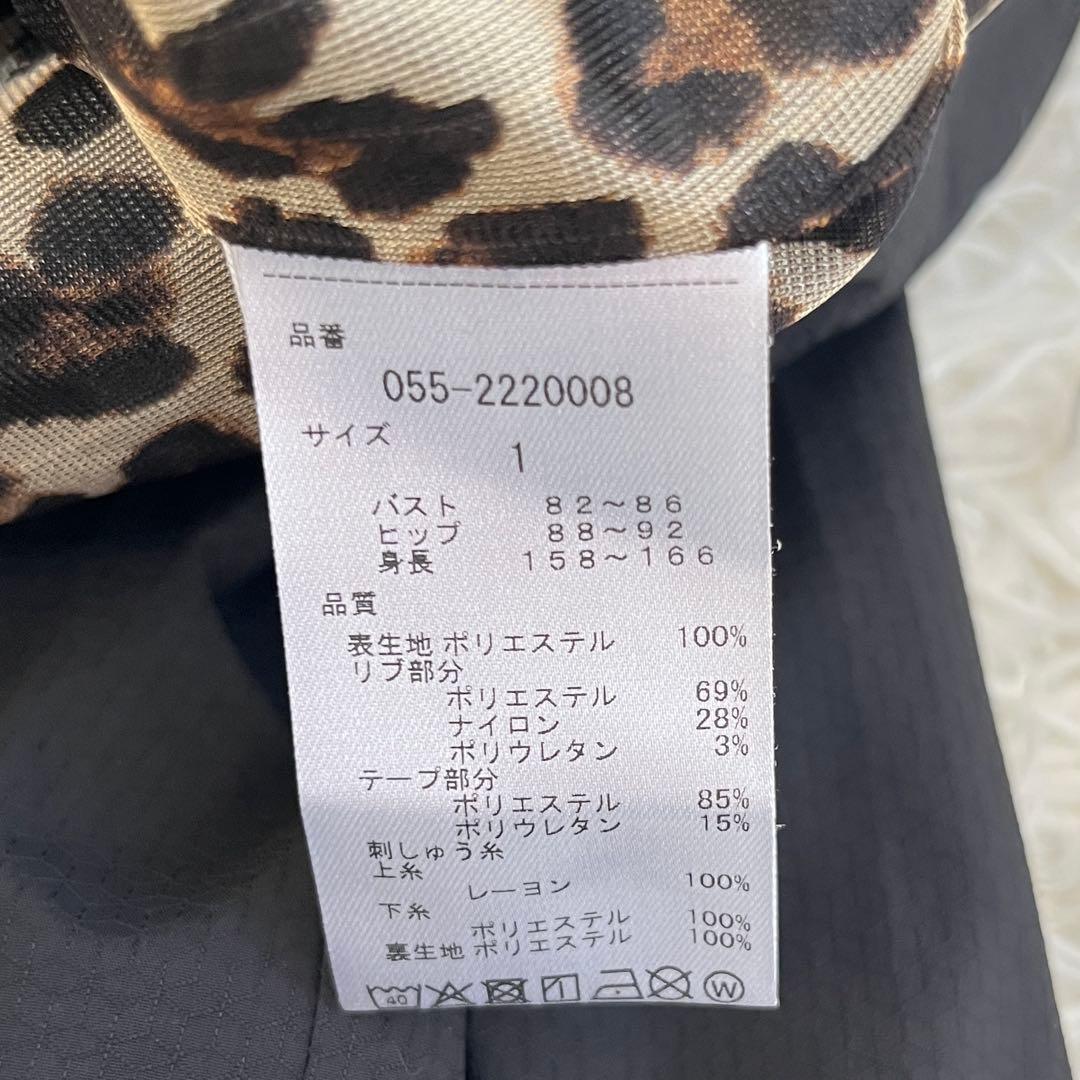 品番
055-2220008
サイズ
1
バスト 82～86
ヒップ 88～92
身長 158～166
品質
表生地 ポリエステル 100%
リブ部分
ポリエステル 69%
ナイロン 28%
ポリウレタン 3%
テープ部分
ポリエステル 85%
ポリウレタン 15%
刺しゅう糸
上糸
レーヨン 100%
下糸
ポリエステル 100%
裏生地 ポリエステル 100%
40 W